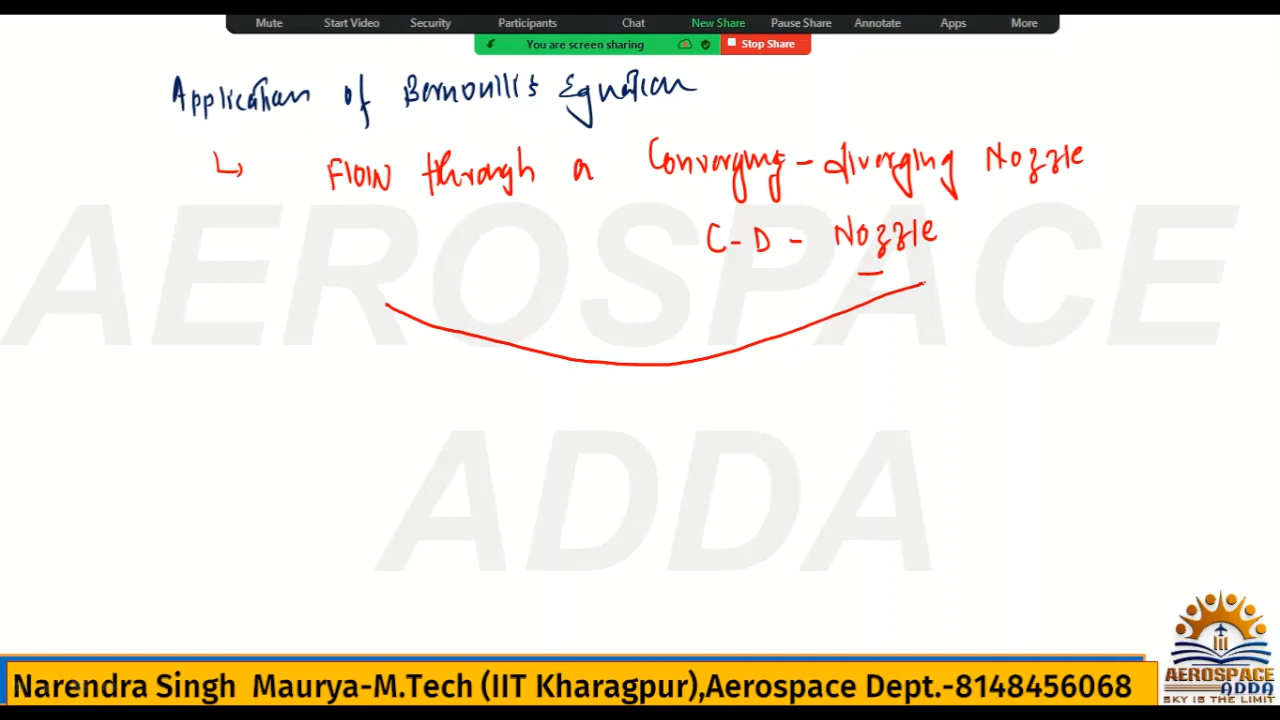 Mute Start Video Security Participants Chat New Share Pause Share Annotate Apps More
You are screen sharing Stop Share
Application of Bernoulli's Equation
↳ Flow through a Converging - diverging Nozzle
C-D - Nozzle
AEROSPACE
ADDA
Narendra Singh Maurya-M.Tech (IIT Kharagpur),Aerospace Dept.-8148456068
AEROSPACE
ADDA
SKY IS THE LIMIT